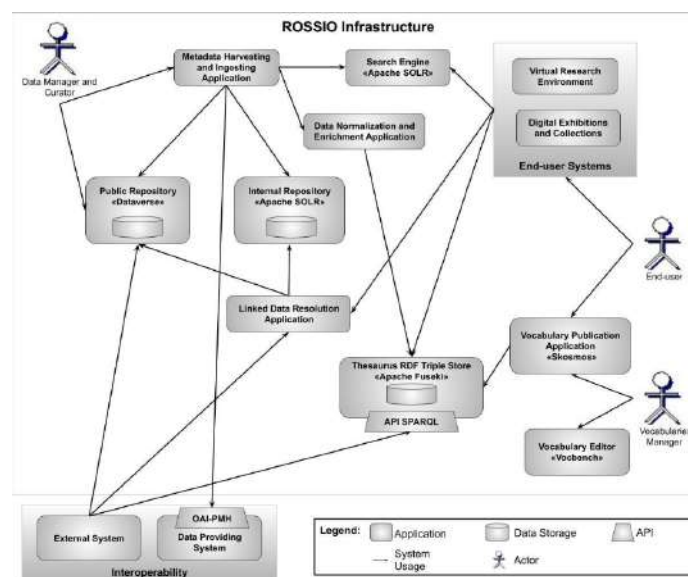 ROSSIO Infrastructure
Data Manager and
Curator
Metadata Harvesting
and Ingesting
Application
Search Engine
«Apache SOLR»
Virtual Research
Environment
Digital Exhibitions
and Collections
End-user Systems
Data Normalization and
Enrichment Application
Public Repository
«Dataverse»
Internal Repository
«Apache SOLR»
End-user
Linked Data Resolution
Application
Vocabulary Publication
Application
«Skosmos»
Thesaurus RDF Triple Store
«Apache Fuseki»
API SPARQL
Vocabularies
Manager
Vocabulary Editor
«Vocbench»
External System
OAI-PMH
Data Providing
System
Interoperability
Legend:
Application
Data Storage
API
System
Usage
Actor